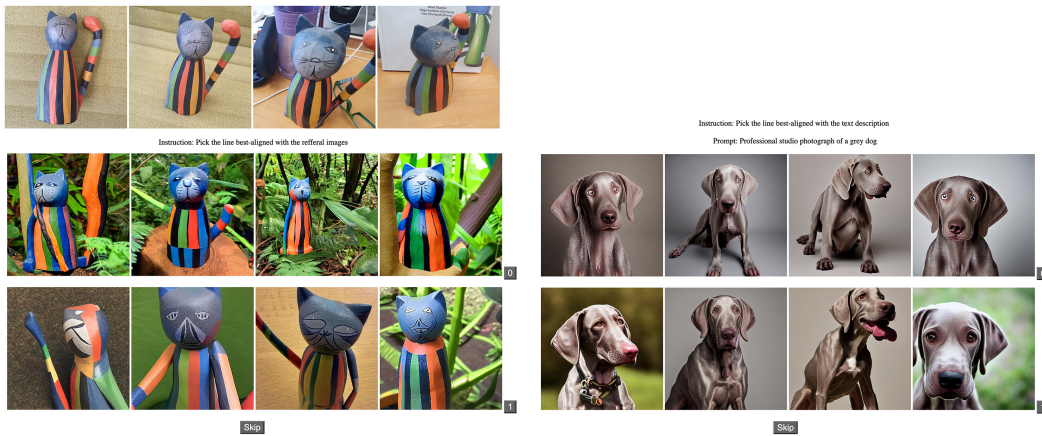 Instruction: Pick the line best-aligned with the refferal images
0
1
Skip
Instruction: Pick the line best-aligned with the text description
Prompt: Professional studio photograph of a grey dog
Skip